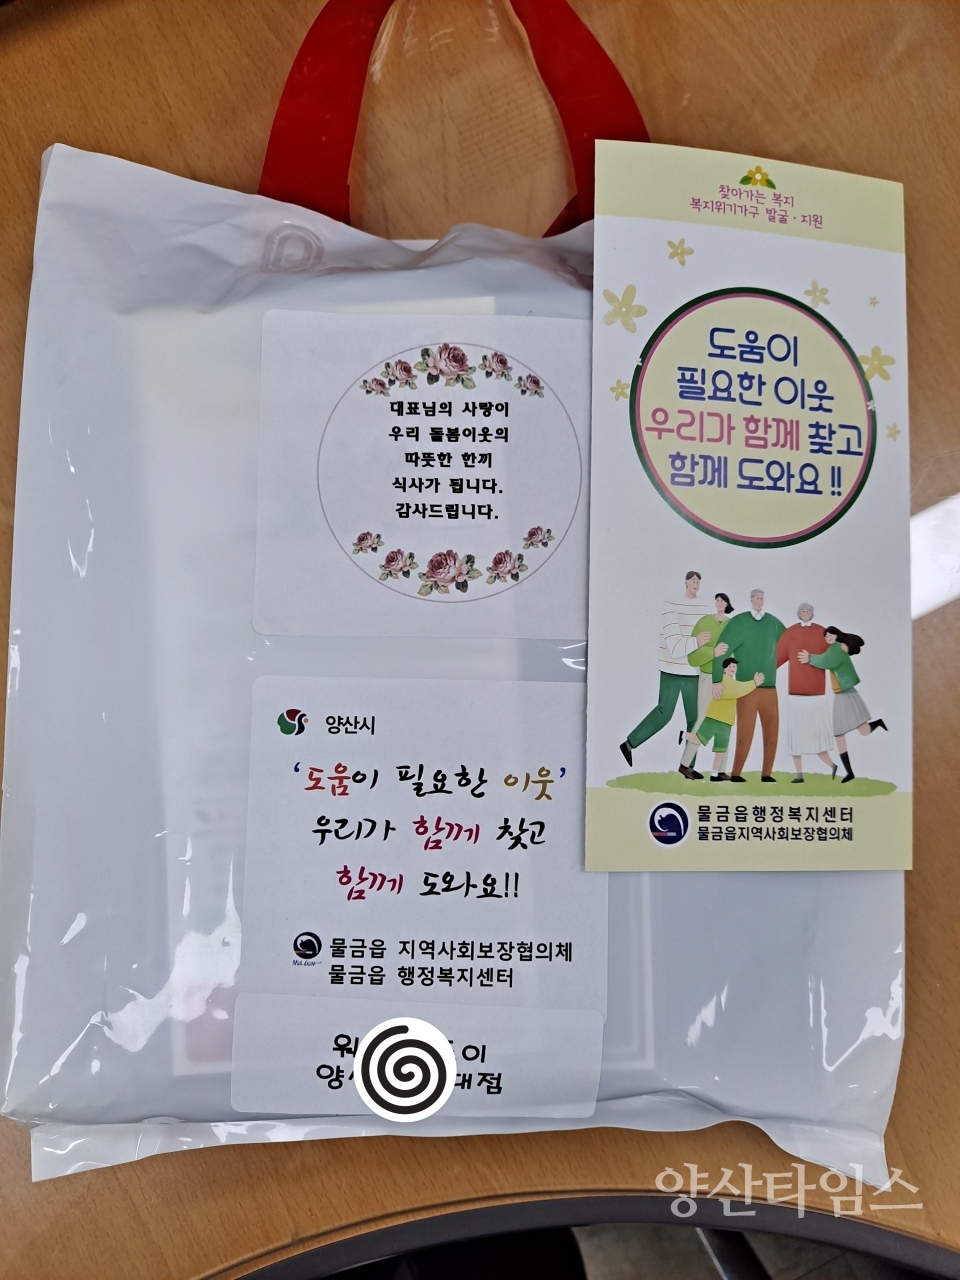 찾아가는 복지
복지위기가구 발굴 · 지원
도움이
필요한 이웃
우리가 함께 찾고
함께 도와요 !!
물금읍행정복지센터
물금읍지역사회보장협의체
대표님의 사랑이
우리 돌봄이웃의
따뜻한 한끼
식사가 됩니다.
감사드립니다.
양산시
‘도움이 필요한 이웃’
우리가 함께 찾고
함께 도와요!!
물금읍 지역사회보장협의체
물금읍 행정복지센터
양산타임스